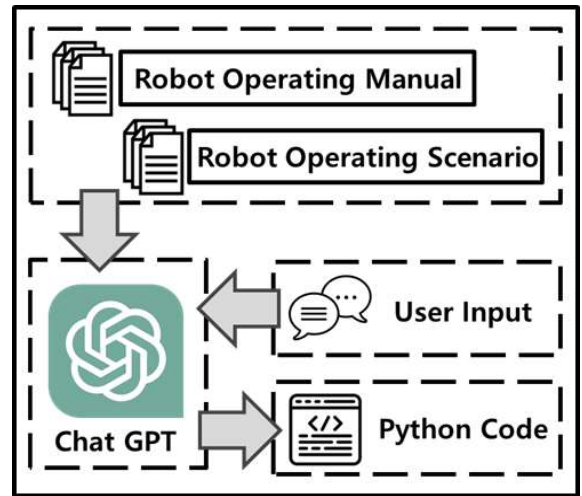 Robot Operating Manual
Robot Operating Scenario
User Input
Chat GPT
</> 
Python Code